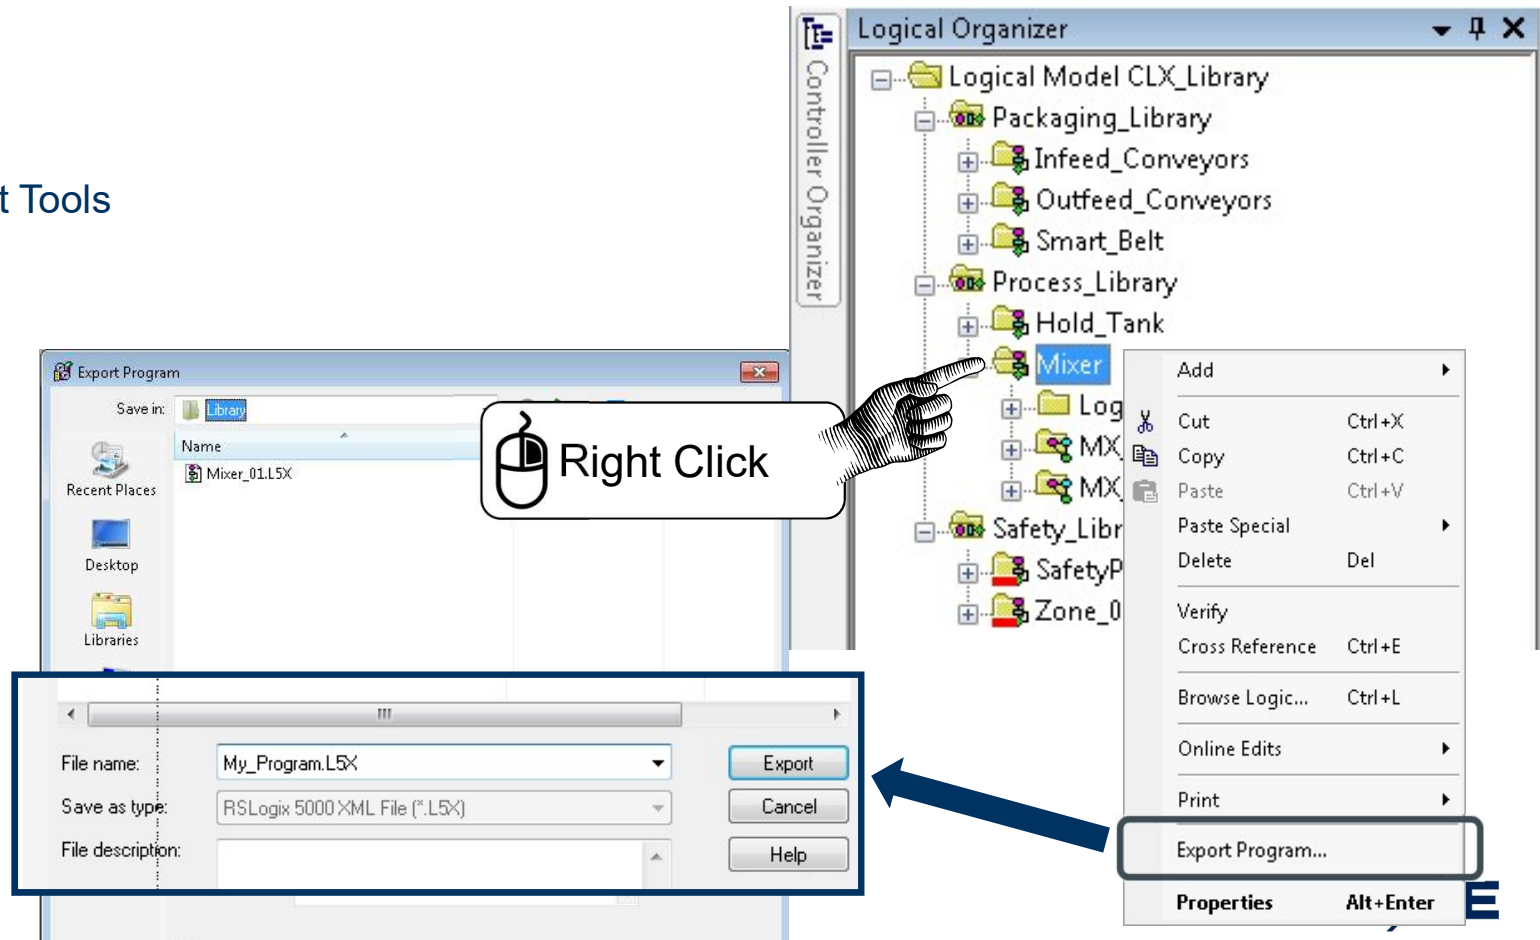 t Tools
Logical Organizer
Controller Organizer
Logical Model CLX_Library
Packaging_Library
Infeed_Conveyors
Outfeed_Conveyors
Smart_Belt
Process_Library
Hold_Tank
Mixer
Log
MX_
MX_
Safety_Libr
SafetyP
Zone_0
Add
Cut Ctrl+X
Copy Ctrl+C
Paste Ctrl+V
Paste Special
Delete Del
Verify
Cross Reference Ctrl+E
Browse Logic... Ctrl+L
Online Edits
Print
Export Program...
Properties Alt+Enter
Right Click
Export Program
Save in: Library
Name
Mixer_01.L5X
Recent Places
Desktop
Libraries
File name: My_Program.L5X Export
Save as type: RSLogix 5000 XML File (*.L5X) Cancel
File description: Help
E